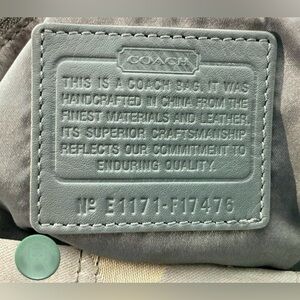 COACH
THIS IS A COACH BAG. IT WAS
HANDCRAFTED IN CHINA FROM THE
FINEST MATERIALS AND LEATHER.
ITS SUPERIOR CRAFTSMANSHIP
REFLECTS OUR COMMITMENT TO
ENDURING QUALITY.
Nº E1171-F17476